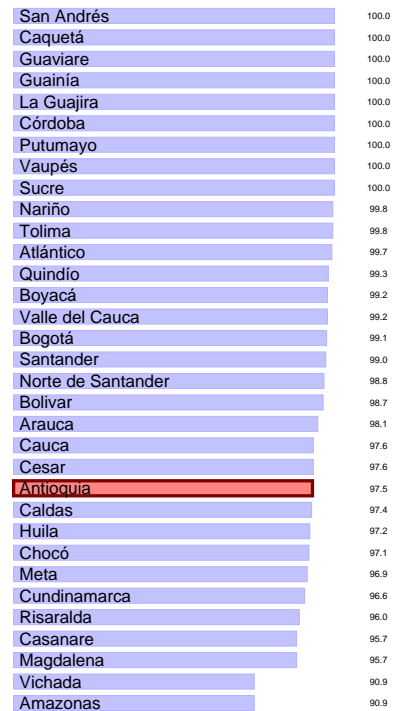 San Andrés 100.0
Caquetá 100.0
Guaviare 100.0
Guainía 100.0
La Guajira 100.0
Córdoba 100.0
Putumayo 100.0
Vaupés 100.0
Sucre 100.0
Nariño 99.8
Tolima 99.8
Atlántico 99.7
Quindío 99.3
Boyacá 99.2
Valle del Cauca 99.2
Bogotá 99.1
Santander 99.0
Norte de Santander 98.8
Bolivar 98.7
Arauca 98.1
Cauca 97.6
Cesar 97.6
Antioquia 97.5
Caldas 97.4
Huila 97.2
Chocó 97.1
Meta 96.9
Cundinamarca 96.6
Risaralda 96.0
Casanare 95.7
Magdalena 95.7
Vichada 90.9
Amazonas 90.9